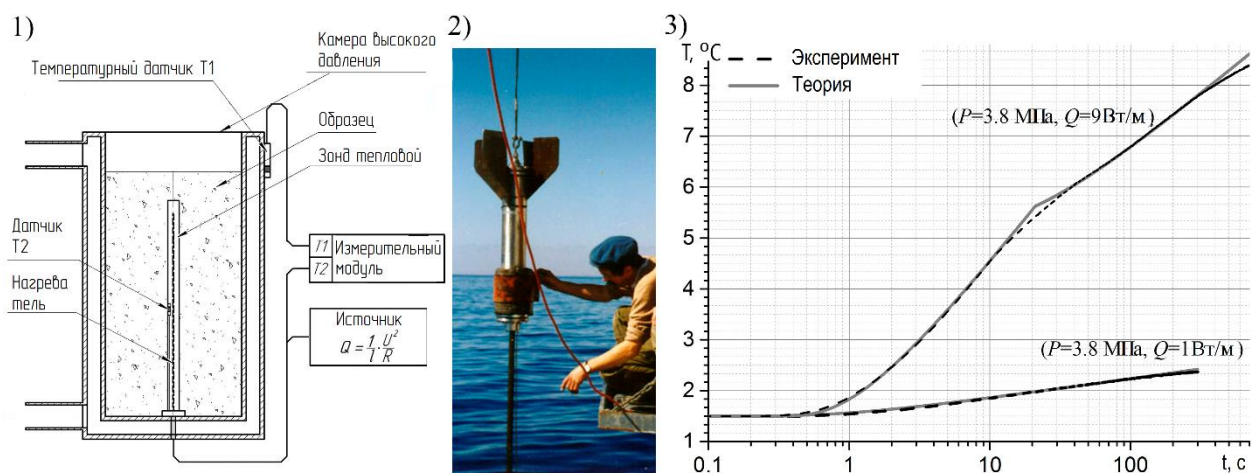 1)
Камера высокого
давления
Температурный датчик Т1
Образец
Зонд тепловой
Датчик
Т2
Нагрева
тель
Т1
Измерительный
Т2
модуль
Источник
Q = 1/l · U²/R
2)
3)
T, °C
Эксперимент
Теория
(P=3.8 МПа, Q=9Вт/м)
(P=3.8 МПа, Q=1Вт/м)
8
7
6
5
4
3
2
1
0.1
1
10
100
t, с